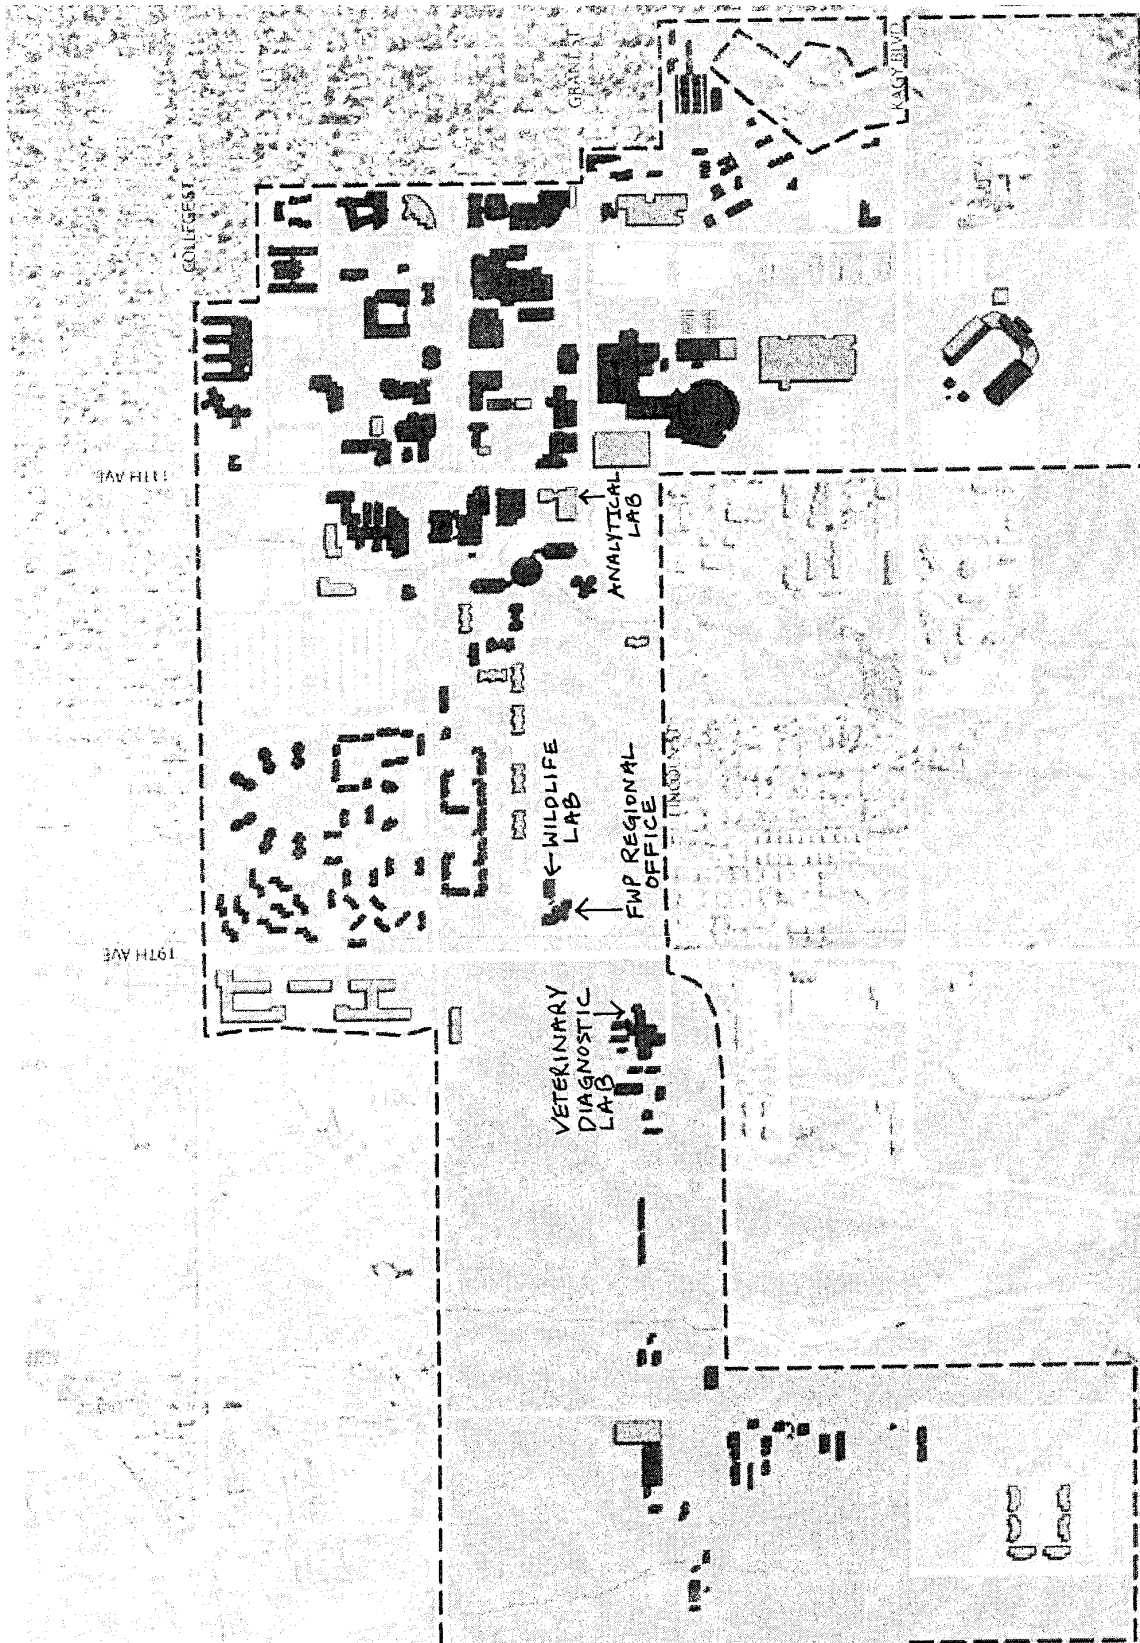 GRANT ST
KAGY BLVD
COLLEGE ST
11TH AVE
ANALYTICAL
LAB
WILDLIFE
LAB
FWP REGIONAL
OFFICE
LINCOLN ST
19TH AVE
VETERINARY
DIAGNOSTIC
LAB